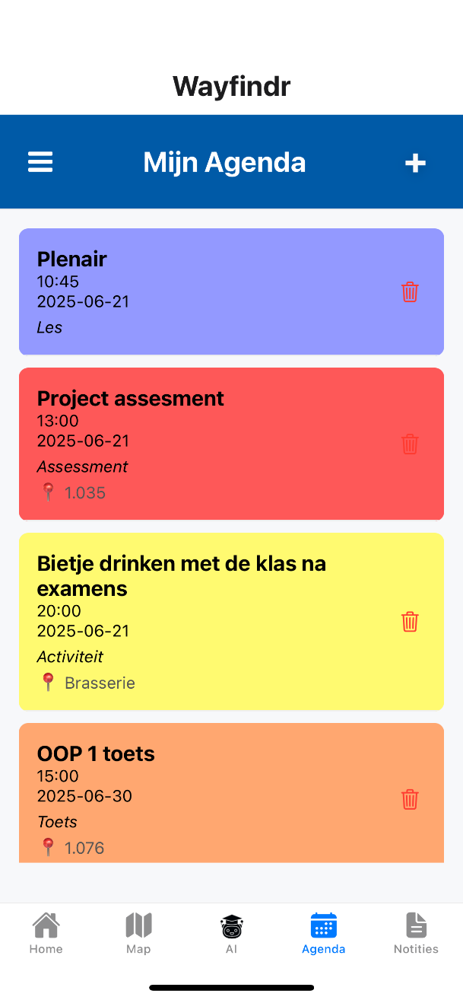 Wayfindr
Mijn Agenda
Plenair
10:45
2025-06-21
Les
Project assesment
13:00
2025-06-21
Assessment
1.035
Bietje drinken met de klas na
examens
20:00
2025-06-21
Activiteit
Brasserie
OOP 1 toets
15:00
2025-06-30
Toets
1.076
Home
Map
AI
Agenda
Notities